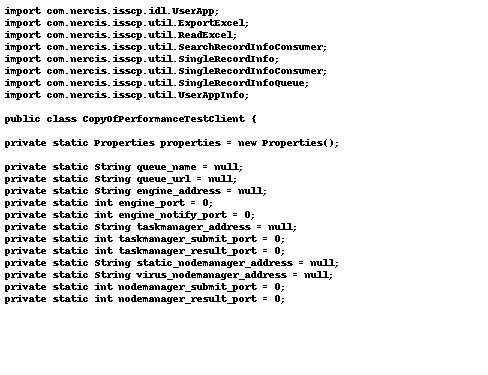 import com.nercis.isscp.idl.UserApp;
import com.nercis.isscp.util.ExportExcel;
import com.nercis.isscp.util.ReadExcel;
import com.nercis.isscp.util.SearchRecordInfoConsumer;
import com.nercis.isscp.util.SingleRecordInfo;
import com.nercis.isscp.util.SingleRecordInfoConsumer;
import com.nercis.isscp.util.SingleRecordInfoQueue;
import com.nercis.isscp.util.UserAppInfo;
public class CopyOfPerformanceTestClient {
private static Properties properties = new Properties();
private static String queue_name = null;
private static String queue_url = null;
private static String engine_address = null;
private static int engine_port = 0;
private static int engine_notify_port = 0;
private static String taskmanager_address = null;
private static int taskmanager_submit_port = 0;
private static int taskmanager_result_port = 0;
private static String static_nodemanager_address = null;
private static String virus_nodemanager_address = null;
private static int nodemanager_submit_port = 0;
private static int nodemanager_result_port = 0;